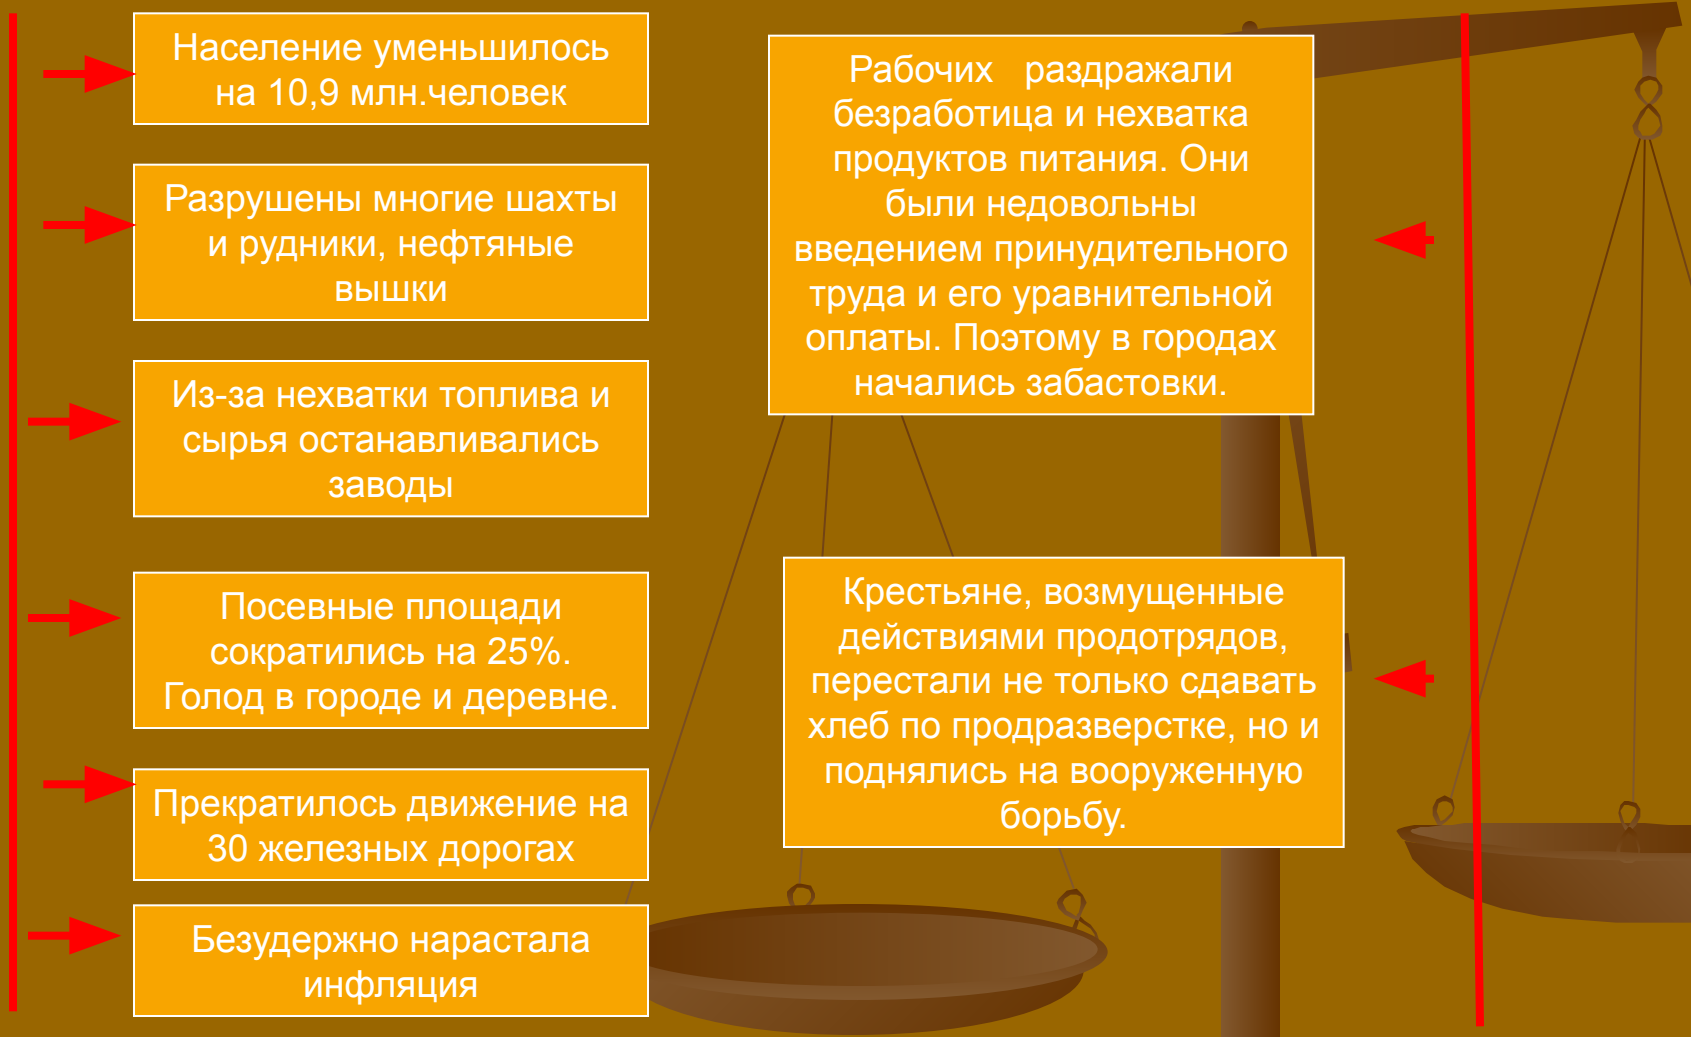 Население уменьшилось
на 10,9 млн.человек
Разрушены многие шахты
и рудники, нефтяные
вышки
Из-за нехватки топлива и
сырья останавливались
заводы
Посевные площади
сократились на 25%.
Голод в городе и деревне.
Прекратилось движение на
30 железных дорогах
Безудержно нарастала
инфляция
Рабочих раздражали
безработица и нехватка
продуктов питания. Они
были недовольны
введением принудительного
труда и его уравнительной
оплаты. Поэтому в городах
начались забастовки.
Крестьяне, возмущенные
действиями продотрядов,
перестали не только сдавать
хлеб по продразверстке, но и
поднялись на вооруженную
борьбу.